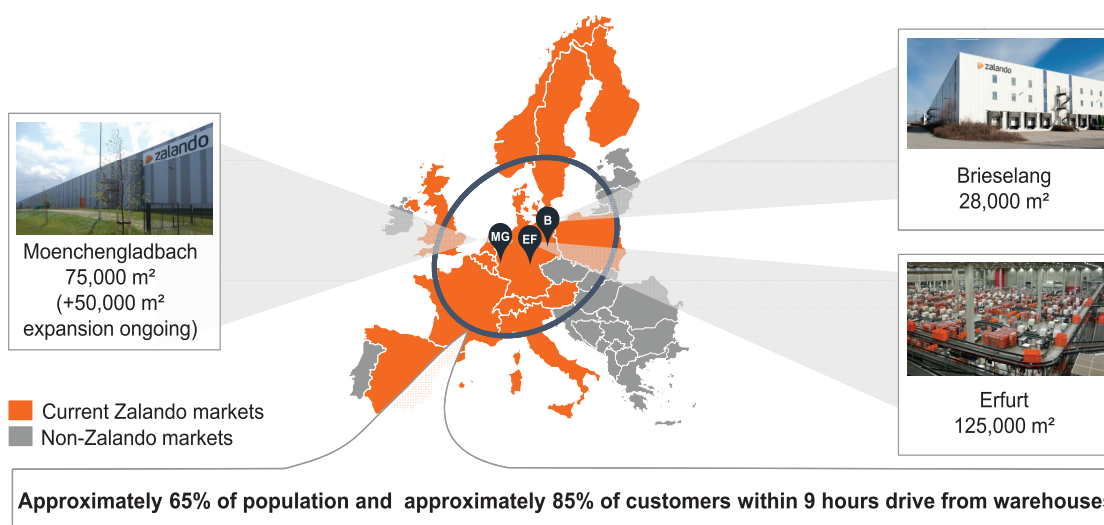 zalando
Moenchengladbach
75,000 m²
(+50,000 m²
expansion ongoing)
MG
EF
B
zalando
Brieselang
28,000 m²
Erfurt
125,000 m²
Current Zalando markets
Non-Zalando markets
Approximately 65% of population and approximately 85% of customers within 9 hours drive from warehouses